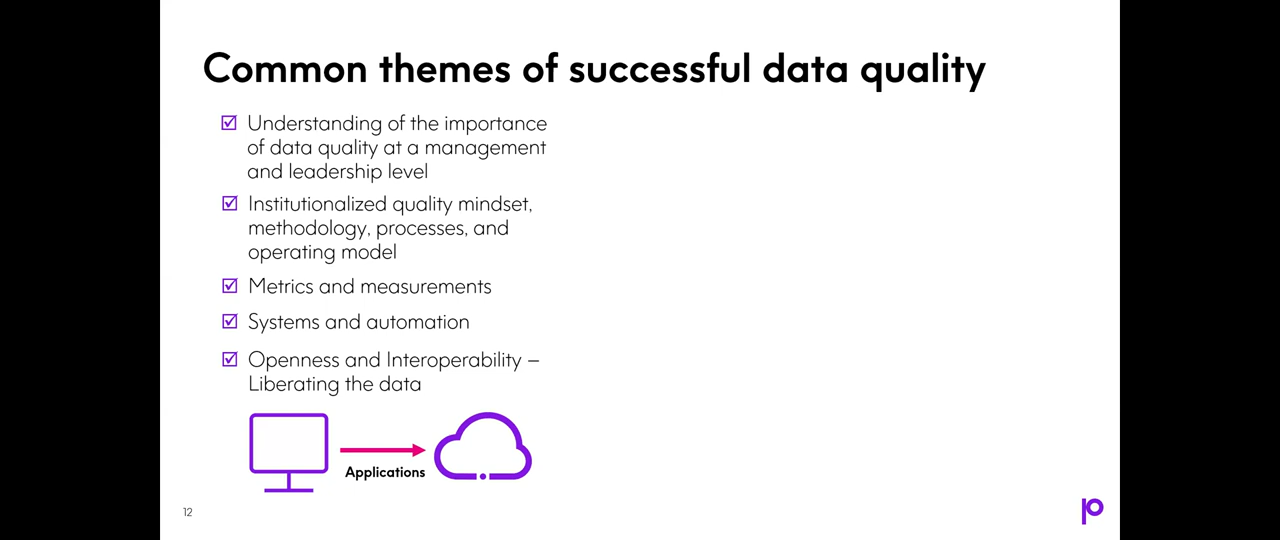 Common themes of successful data quality
Understanding of the importance
of data quality at a management
and leadership level
Institutionalized quality mindset,
methodology, processes, and
operating model
Metrics and measurements
Systems and automation
Openness and Interoperability –
Liberating the data
Applications
12